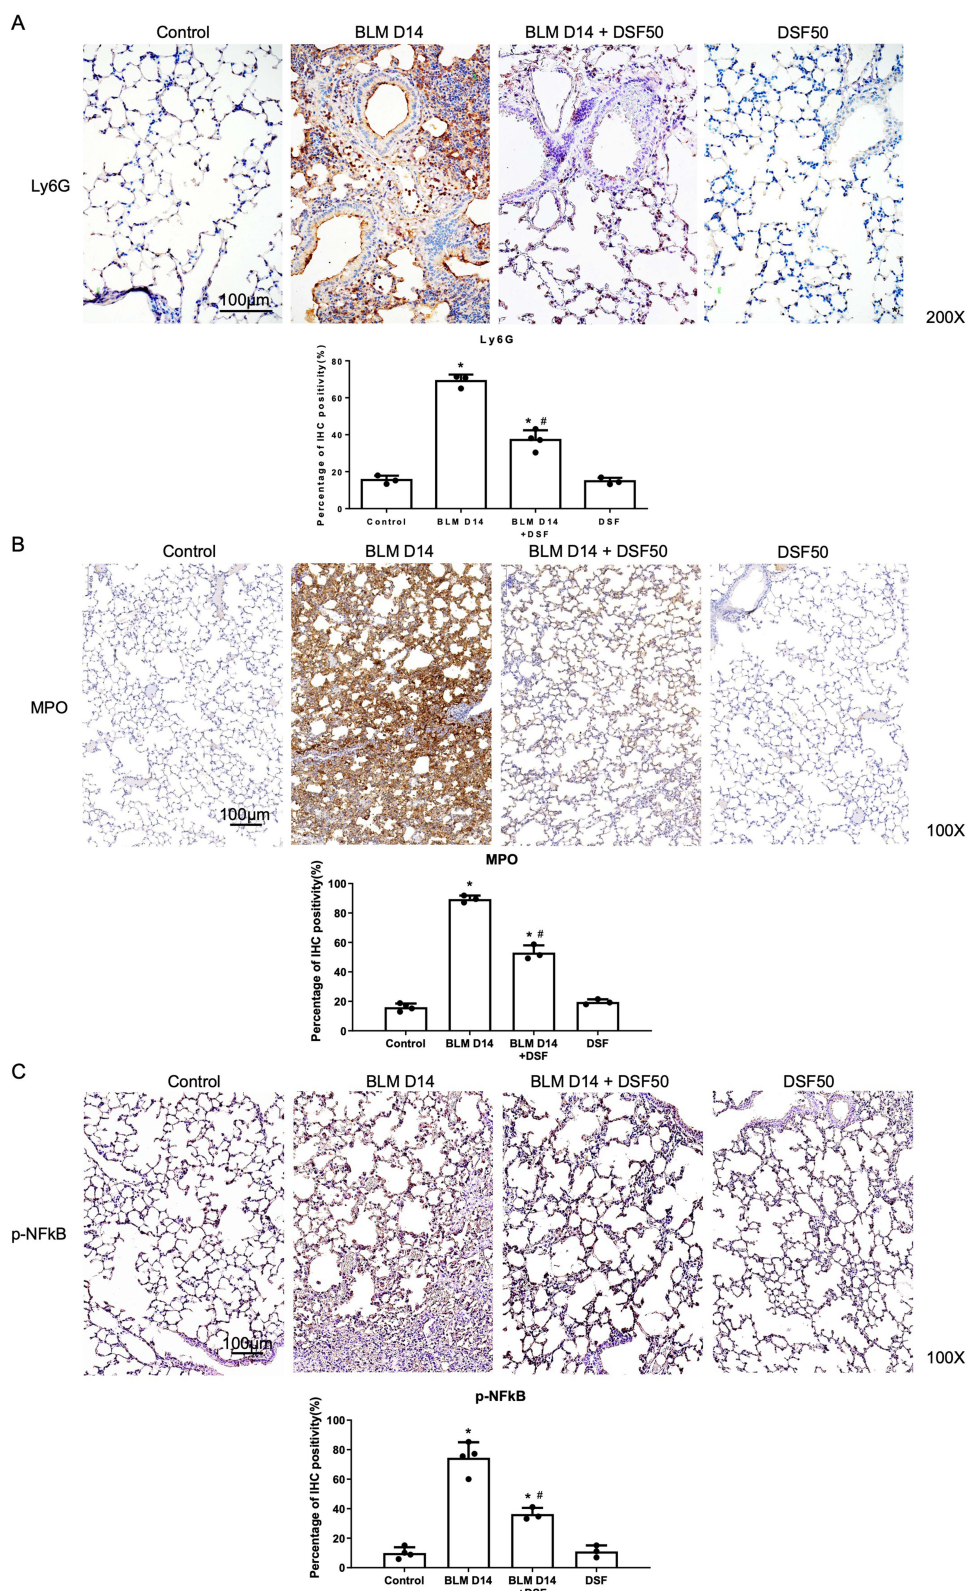 A
Control
BLM D14
BLM D14 + DSF50
DSF50
Ly6G
100μm
*
200X
Ly6G
Percentage of IHC positivity(%)
80
60
40
20
0
*
* #
Control
BLM D14
BLM D14
+DSF
DSF
B
Control
BLM D14
BLM D14 + DSF50
DSF50
MPO
100μm
100X
MPO
Percentage of IHC positivity(%)
100
80
60
40
20
0
*
* #
Control
BLM D14
BLM D14
+DSF
DSF
C
Control
BLM D14
BLM D14 + DSF50
DSF50
p-NFkB
100μm
100X
p-NFkB
Percentage of IHC positivity(%)
100
80
60
40
20
0
*
* #
Control
BLM D14
BLM D14
+DSF
DSF